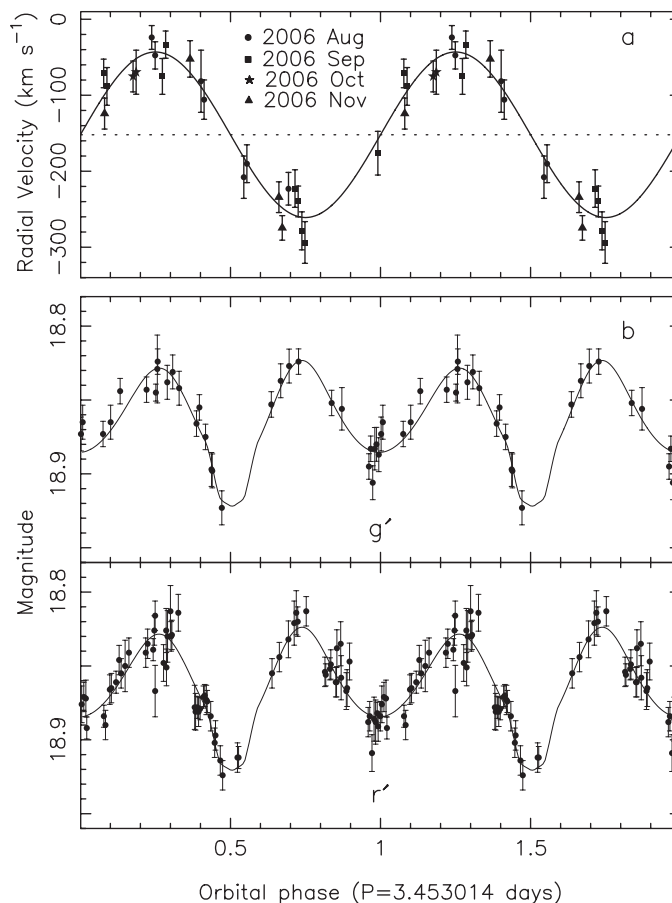 0
−100
−200
−300
Radial Velocity (km s⁻¹)
2006 Aug
2006 Sep
2006 Oct
2006 Nov
a
18.8
18.9
b
g′
Magnitude
18.8
18.9
r′
0.5
1
1.5
Orbital phase (P=3.453014 days)